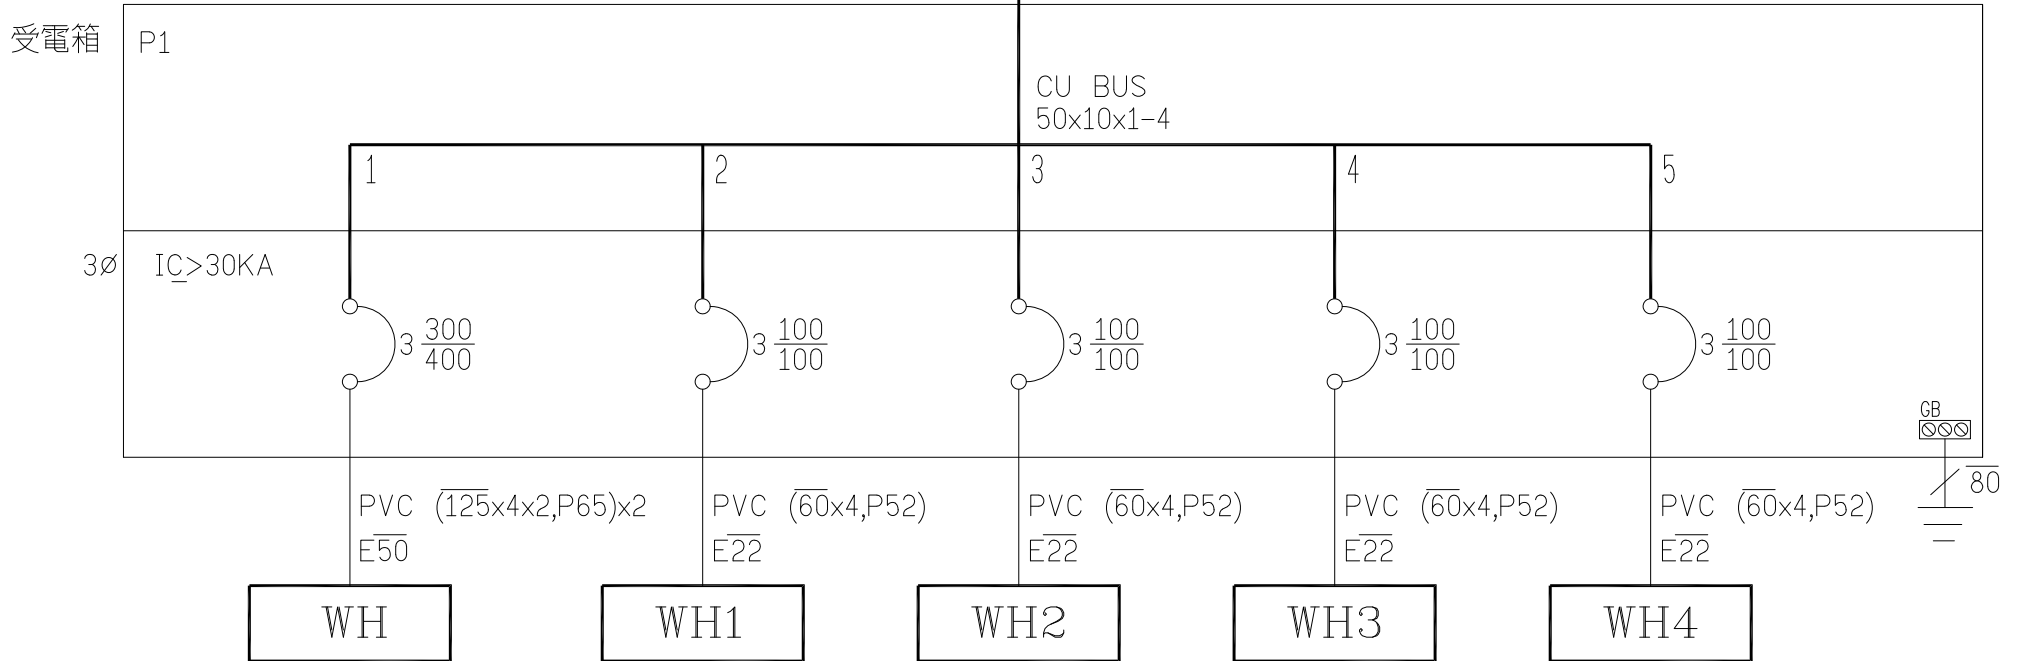 受電箱
P1
CU BUS
50x10x1-4
1
2
3
4
5
3Ø
IC>30KA
3 300/400
3 100/100
3 100/100
3 100/100
3 100/100
GB
80
PVC (125x4x2,P65)x2
E50
PVC (60x4,P52)
E22
PVC (60x4,P52)
E22
PVC (60x4,P52)
E22
PVC (60x4,P52)
E22
WH
WH1
WH2
WH3
WH4